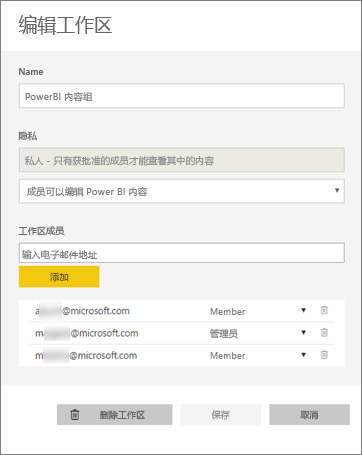 编辑工作区
Name
PowerBI 内容组
隐私
私人 - 只有获批准的成员才能查看其中的内容
成员可以编辑 Power BI 内容
工作区成员
输入电子邮件地址
添加
a @microsoft.com Member
m @microsoft.com 管理员
m @microsoft.com Member
删除工作区 保存 取消